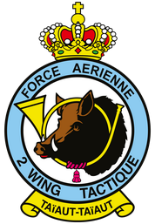 FORCE AERIENNE
2 WING TACTIQUE
TAÏAUT-TAÏAUT